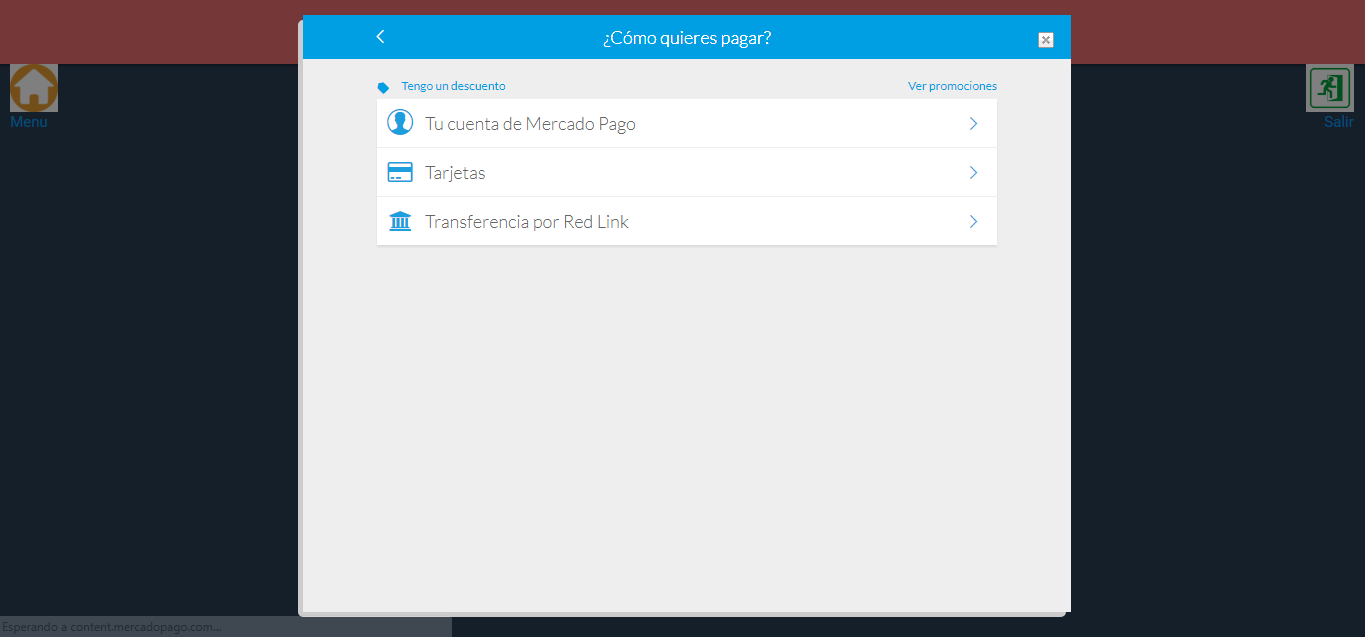 ¿Cómo quieres pagar?
Tengo un descuento
Ver promociones
Menu
Salir
Tu cuenta de Mercado Pago
Tarjetas
Transferencia por Red Link
Esperando a content.mercadopago.com...